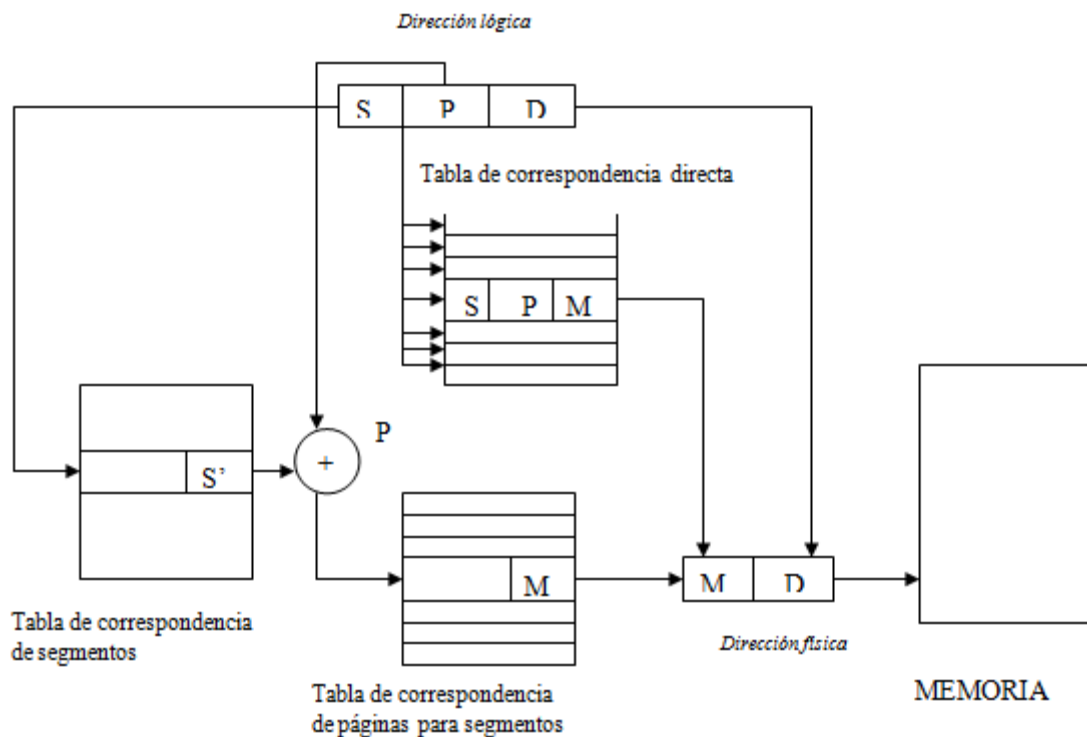 Dirección lógica
S P D
Tabla de correspondencia directa
S P M
P
+
S’
M
M D
Tabla de correspondencia
de segmentos
Dirección física
MEMORIA
Tabla de correspondencia
de páginas para segmentos